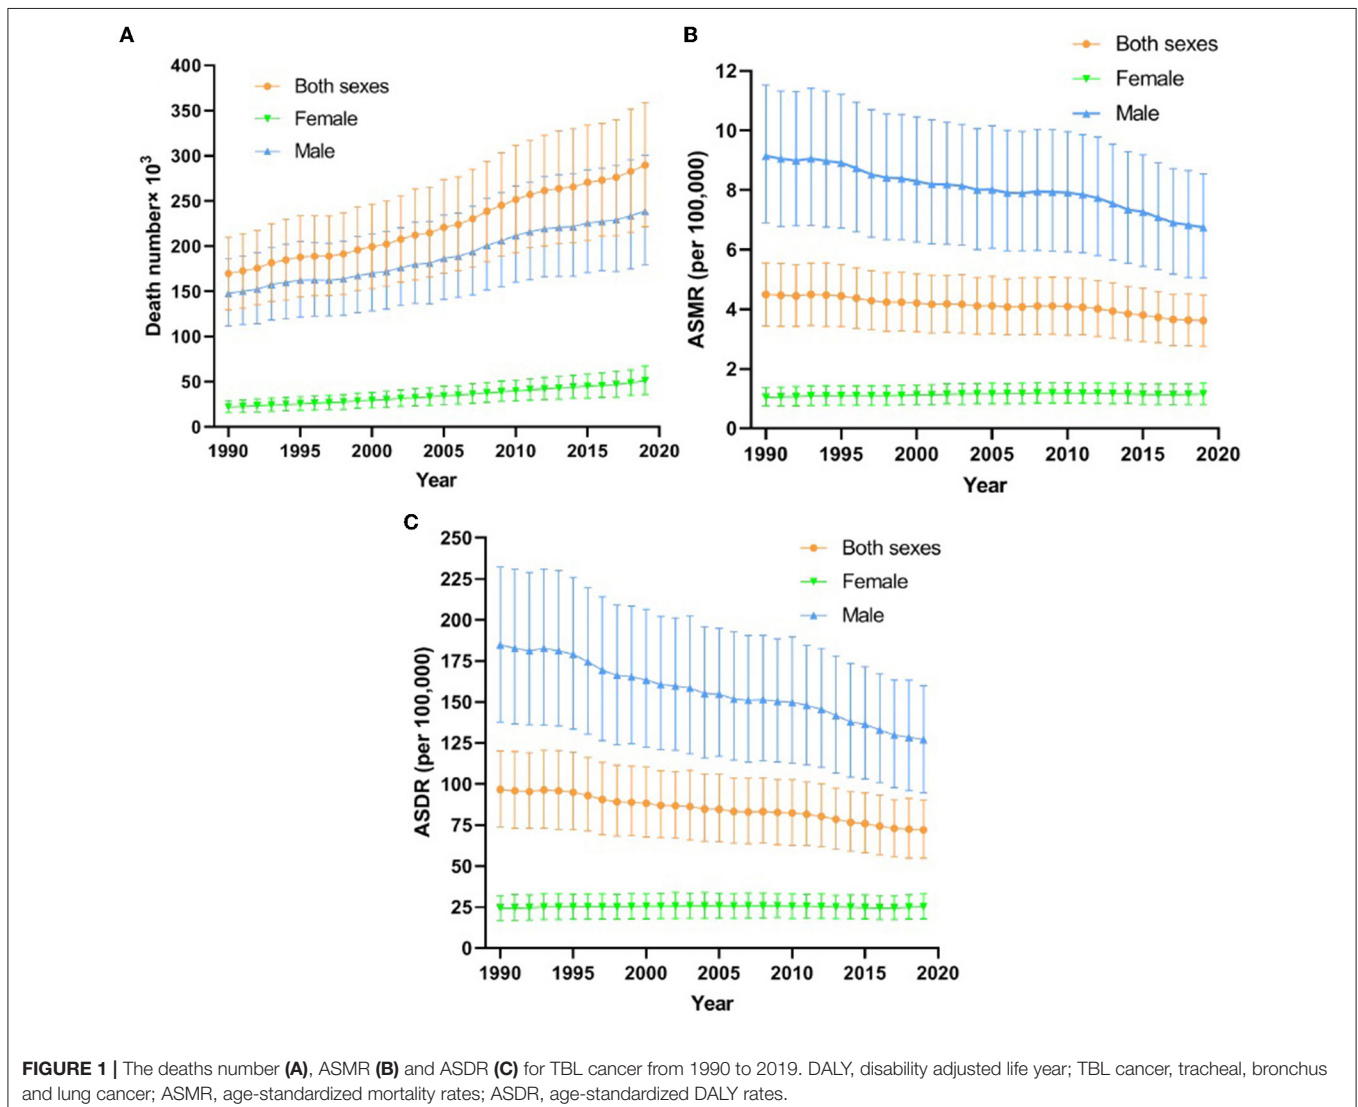 A
400
350
300
250
200
150
100
50
0
Death number× 10³
Both sexes
Female
Male
1990 1995 2000 2005 2010 2015 2020
Year
B
12
10
8
6
4
2
0
ASMR (per 100,000)
Both sexes
Female
Male
1990 1995 2000 2005 2010 2015 2020
Year
C
250
225
200
175
150
125
100
75
50
25
0
ASDR (per 100,000)
Both sexes
Female
Male
1990 1995 2000 2005 2010 2015 2020
Year
FIGURE 1 | The deaths number (A), ASMR (B) and ASDR (C) for TBL cancer from 1990 to 2019. DALY, disability adjusted life year; TBL cancer, tracheal, bronchus
and lung cancer; ASMR, age-standardized mortality rates; ASDR, age-standardized DALY rates.